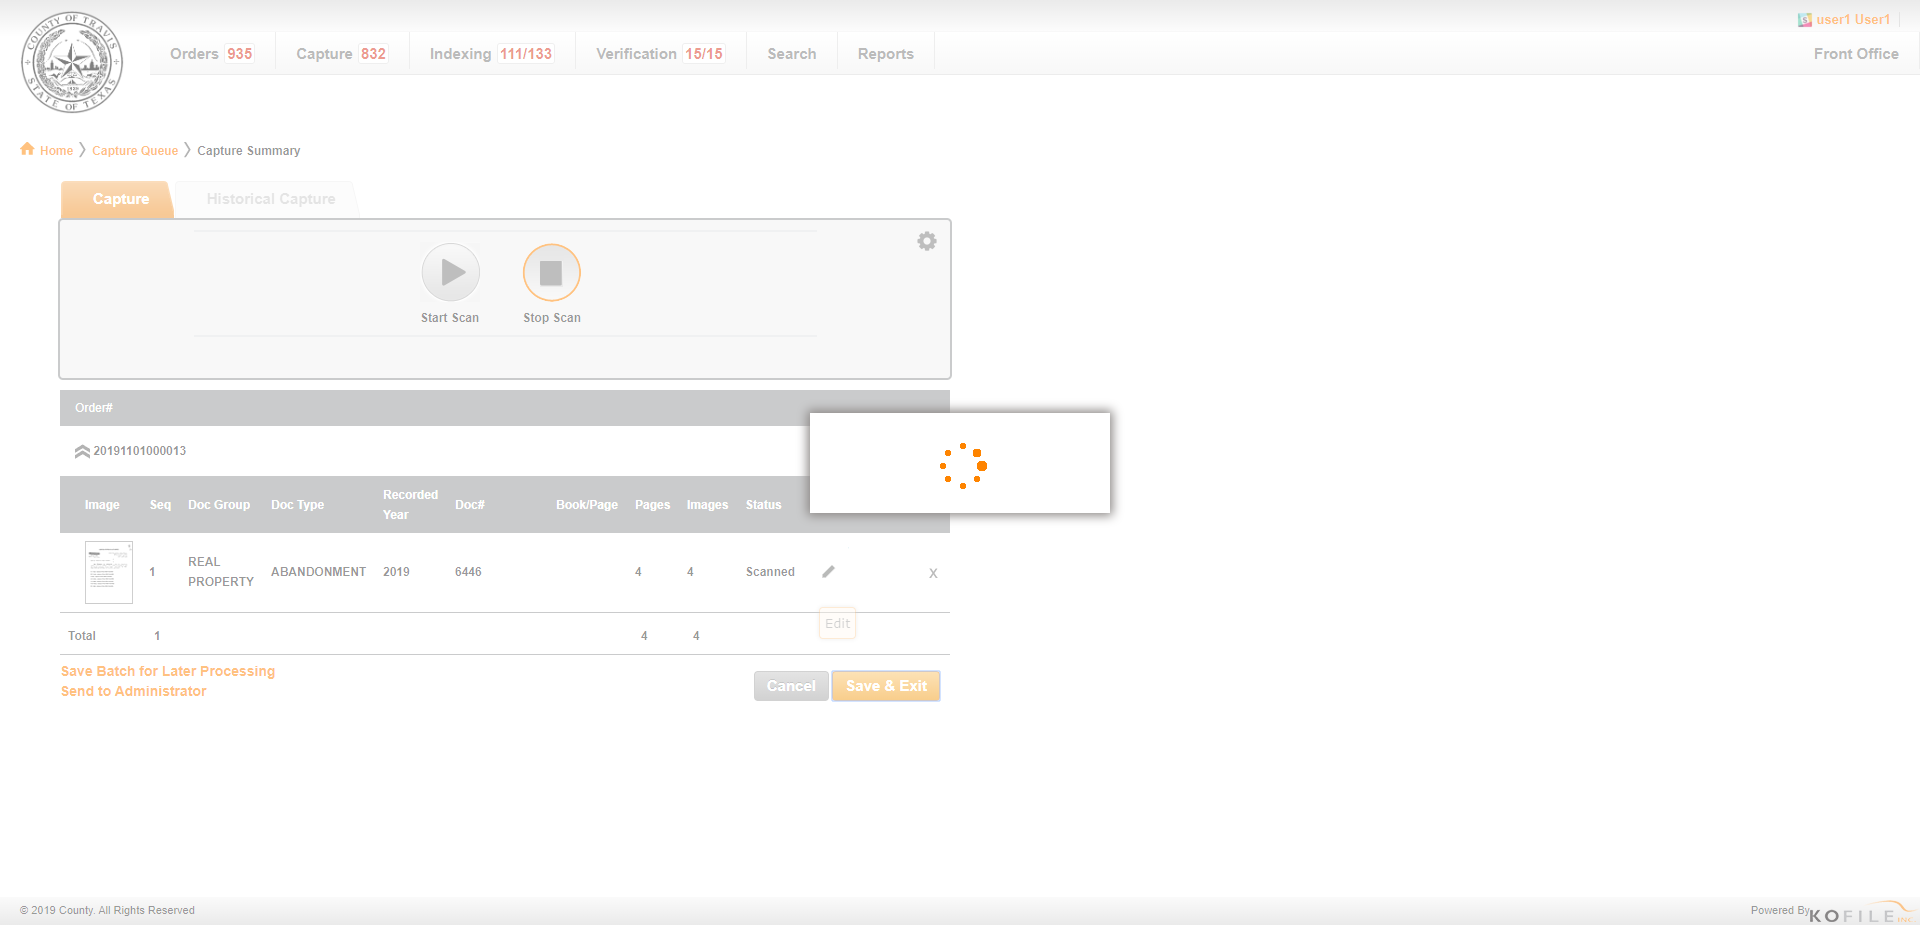 COUNTY OF TRAVIS
STATE OF TEXAS
user1 User1
Orders 935
Capture 832
Indexing 111/133
Verification 15/15
Search
Reports
Front Office
Home
Capture Queue
Capture Summary
Capture
Historical Capture
Start Scan
Stop Scan
Order#
20191101000013
Image Seq Doc Group Doc Type Recorded Year Doc# Book/Page Pages Images Status
1 REAL PROPERTY ABANDONMENT 2019 6446 4 4 Scanned x
Edit
Total 1 4 4
Save Batch for Later Processing
Send to Administrator
Cancel
Save & Exit
© 2019 County. All Rights Reserved
Powered By
KOFILE INC